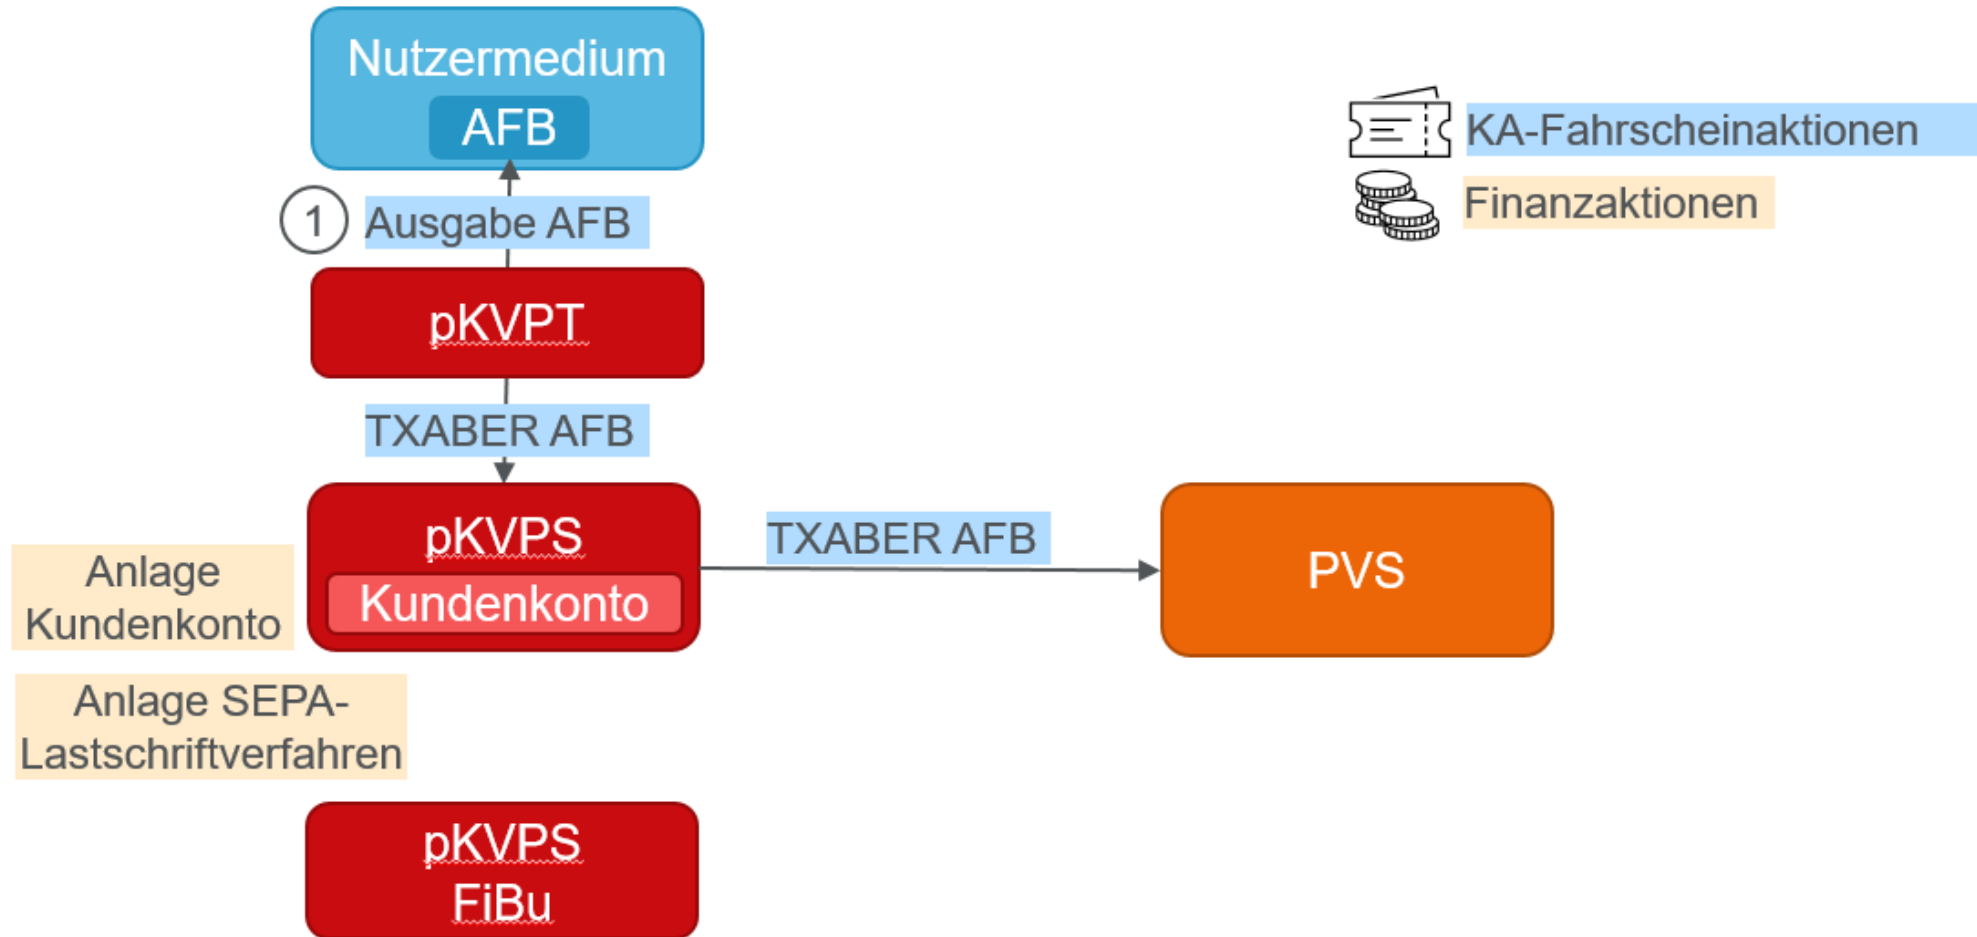 Nutzermedium
AFB
KA-Fahrscheinaktionen
Finanzaktionen
1
Ausgabe AFB
pKVPT
TXABER AFB
pKVPS
Kundenkonto
TXABER AFB
PVS
Anlage
Kundenkonto
Anlage SEPA-
Lastschriftverfahren
pKVPS
FiBu